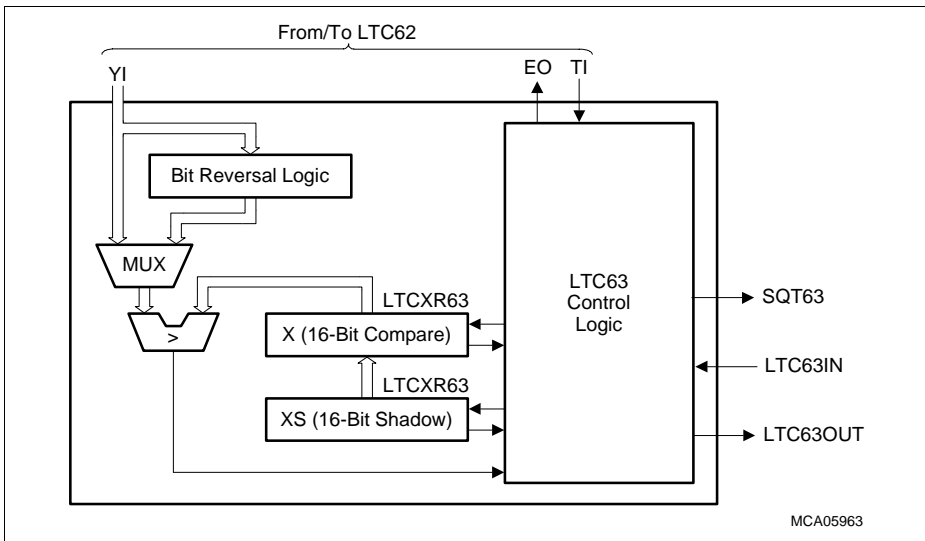 From/To LTC62
YI
EO
TI
Bit Reversal Logic
MUX
>
LTCXR63
X (16-Bit Compare)
LTCXR63
XS (16-Bit Shadow)
LTC63
Control
Logic
SQT63
LTC63IN
LTC63OUT
MCA05963